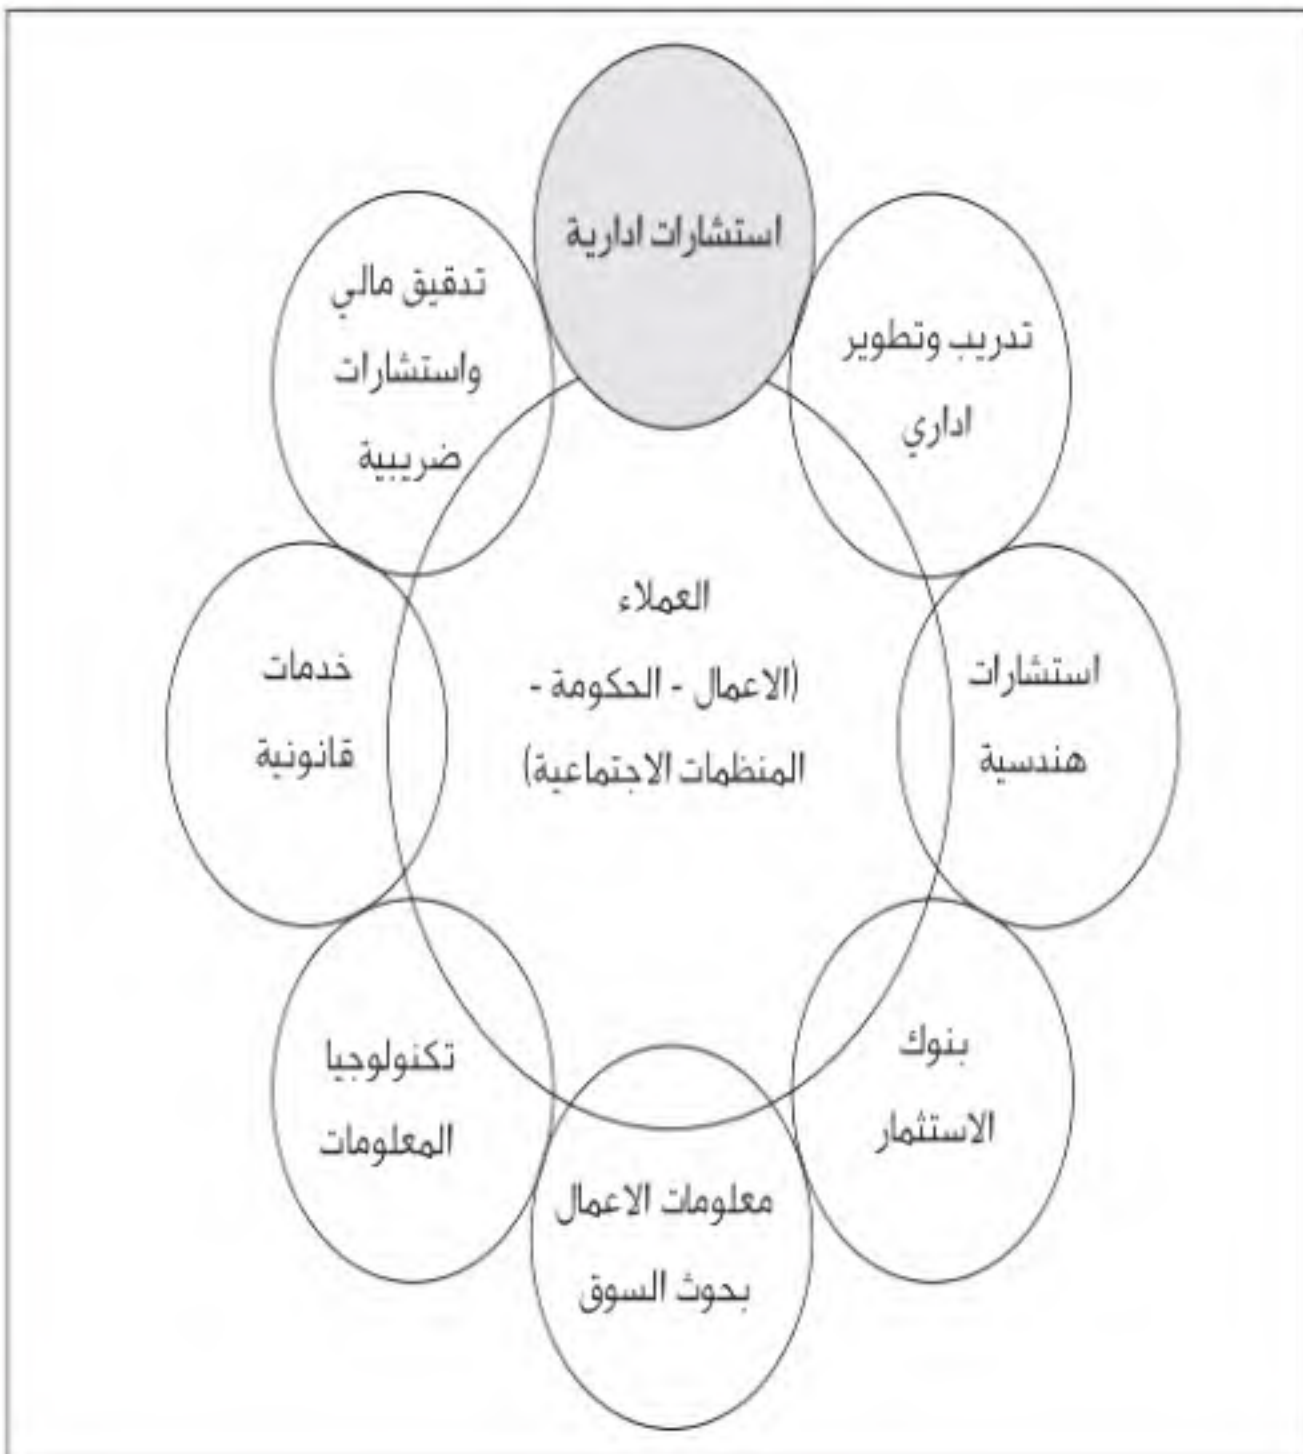 استشارات ادارية
تدريب وتطوير
اداري
استشارات
هندسية
بنوك
الاستثمار
معلومات الاعمال
بحوث السوق
تكنولوجيا
المعلومات
خدمات
قانونية
تدقيق مالي
واستشارات
ضريبية
العملاء
(الاعمال - الحكومة -
المنظمات الاجتماعية)